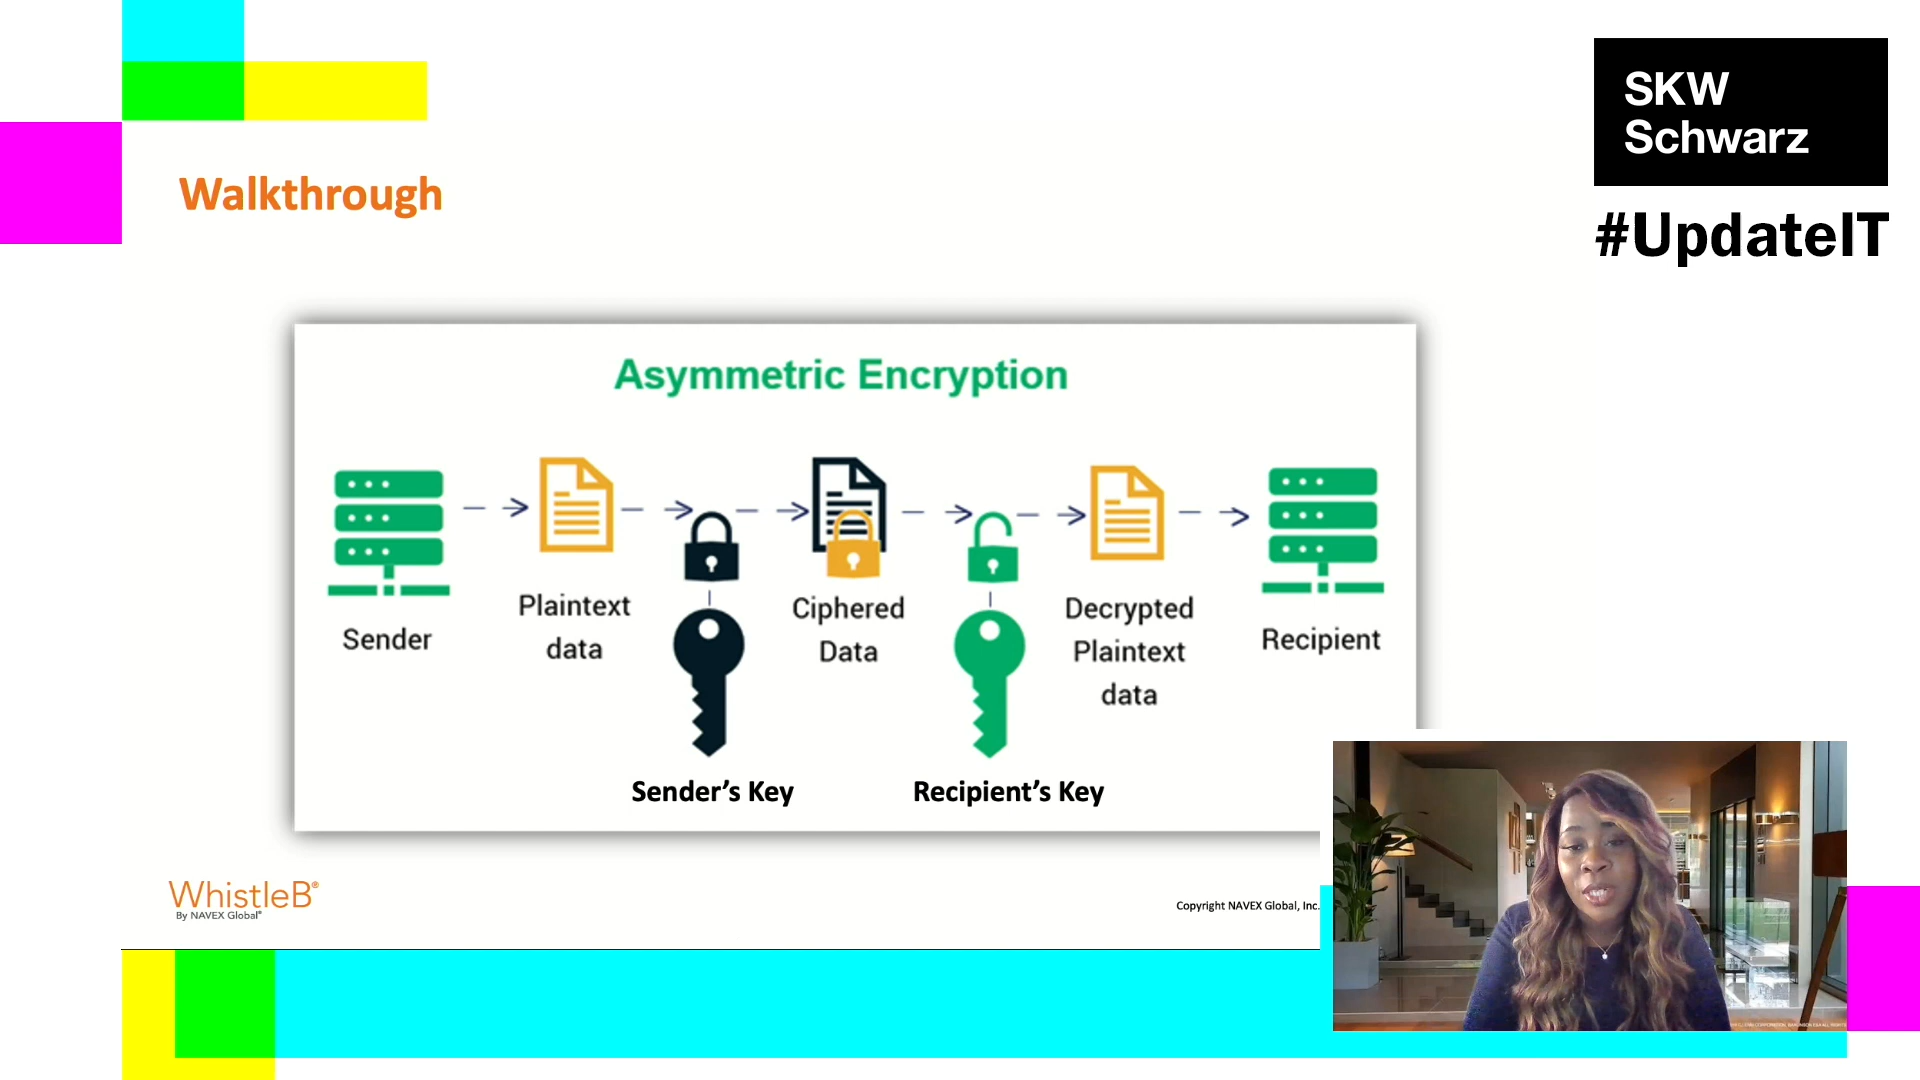 SKW
Schwarz
#UpdateIT
Walkthrough
Asymmetric Encryption
Sender
Plaintext
data
Ciphered
Data
Decrypted
Plaintext
data
Recipient
Sender’s Key
Recipient’s Key
WhistleB®
By NAVEX Global®
Copyright NAVEX Global, Inc.